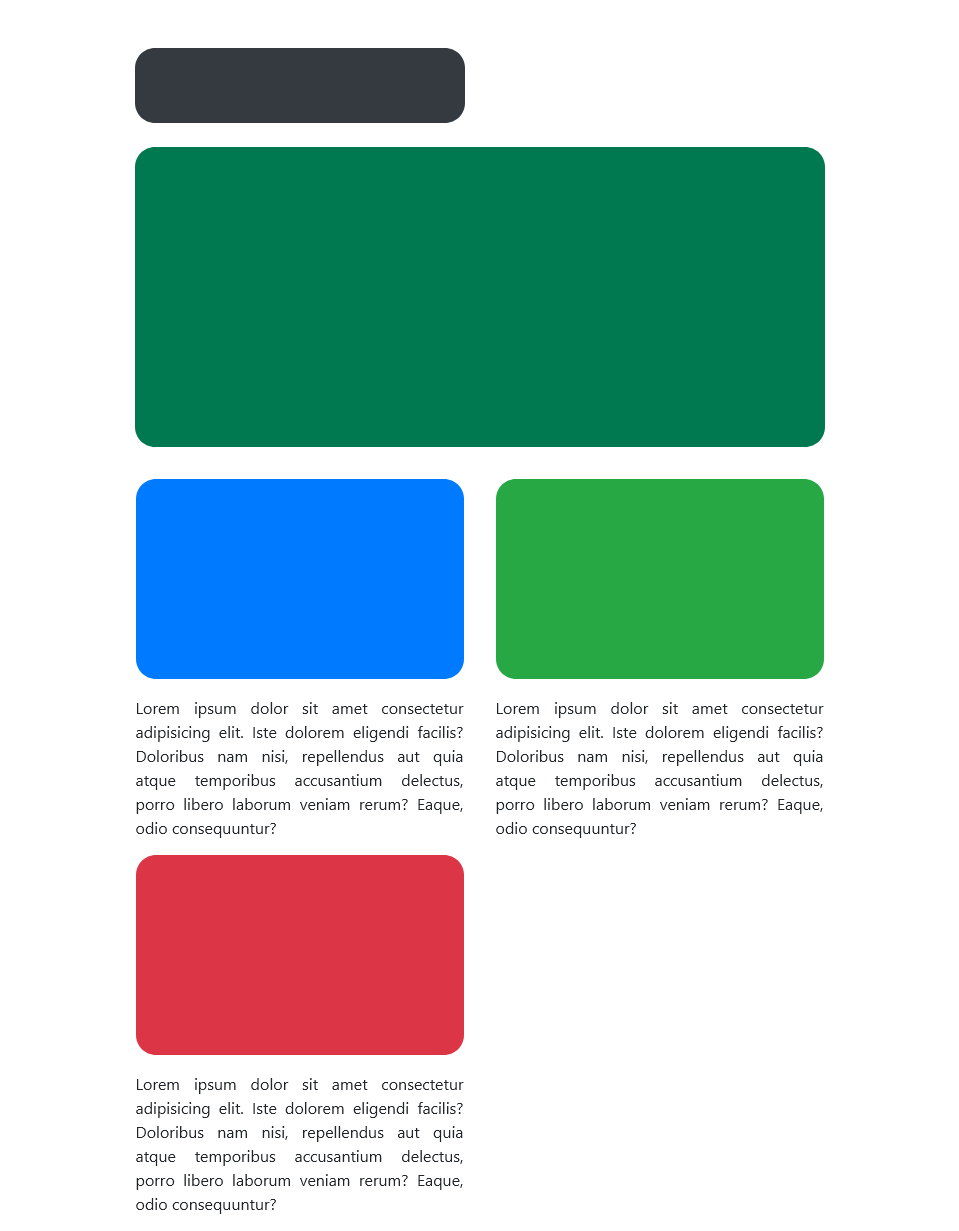 Lorem ipsum dolor sit amet consectetur
adipisicing elit. Iste dolorem eligendi facilis?
Doloribus nam nisi, repellendus aut quia
atque temporibus accusantium delectus,
porro libero laborum veniam rerum? Eaque,
odio consequuntur?
Lorem ipsum dolor sit amet consectetur
adipisicing elit. Iste dolorem eligendi facilis?
Doloribus nam nisi, repellendus aut quia
atque temporibus accusantium delectus,
porro libero laborum veniam rerum? Eaque,
odio consequuntur?
Lorem ipsum dolor sit amet consectetur
adipisicing elit. Iste dolorem eligendi facilis?
Doloribus nam nisi, repellendus aut quia
atque temporibus accusantium delectus,
porro libero laborum veniam rerum? Eaque,
odio consequuntur?